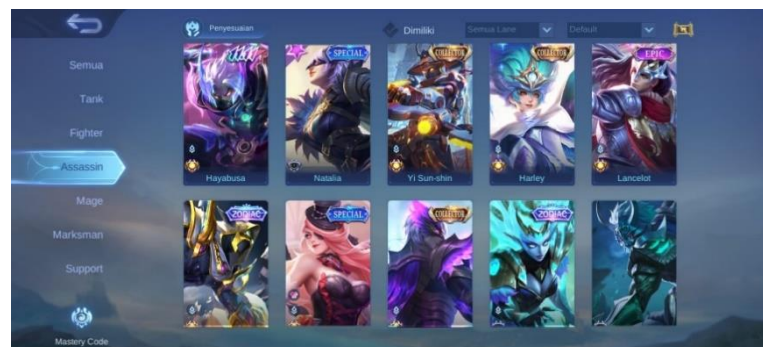 Penyesuaian
Dimiliki
Semua Lane
Default
Semua
Tank
Fighter
Assassin
Mage
Marksman
Support
Mastery Code
SPECIAL
COLLECTOR
COLLECTOR
EPIC
Hayabusa
Natalia
Yi Sun-shin
Harley
Lancelot
ZODIAC
SPECIAL
COLLECTOR
ZODIAC